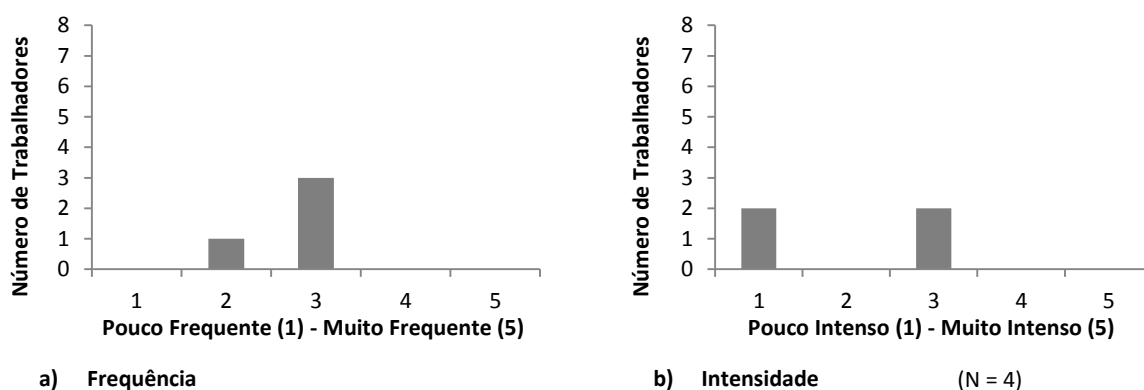 Número de Trabalhadores
8
7
6
5
4
3
2
1
0
1 2 3 4 5
Pouco Frequente (1) - Muito Frequente (5)
a) Frequência
Número de Trabalhadores
8
7
6
5
4
3
2
1
0
1 2 3 4 5
Pouco Intenso (1) - Muito Intenso (5)
b) Intensidade (N = 4)